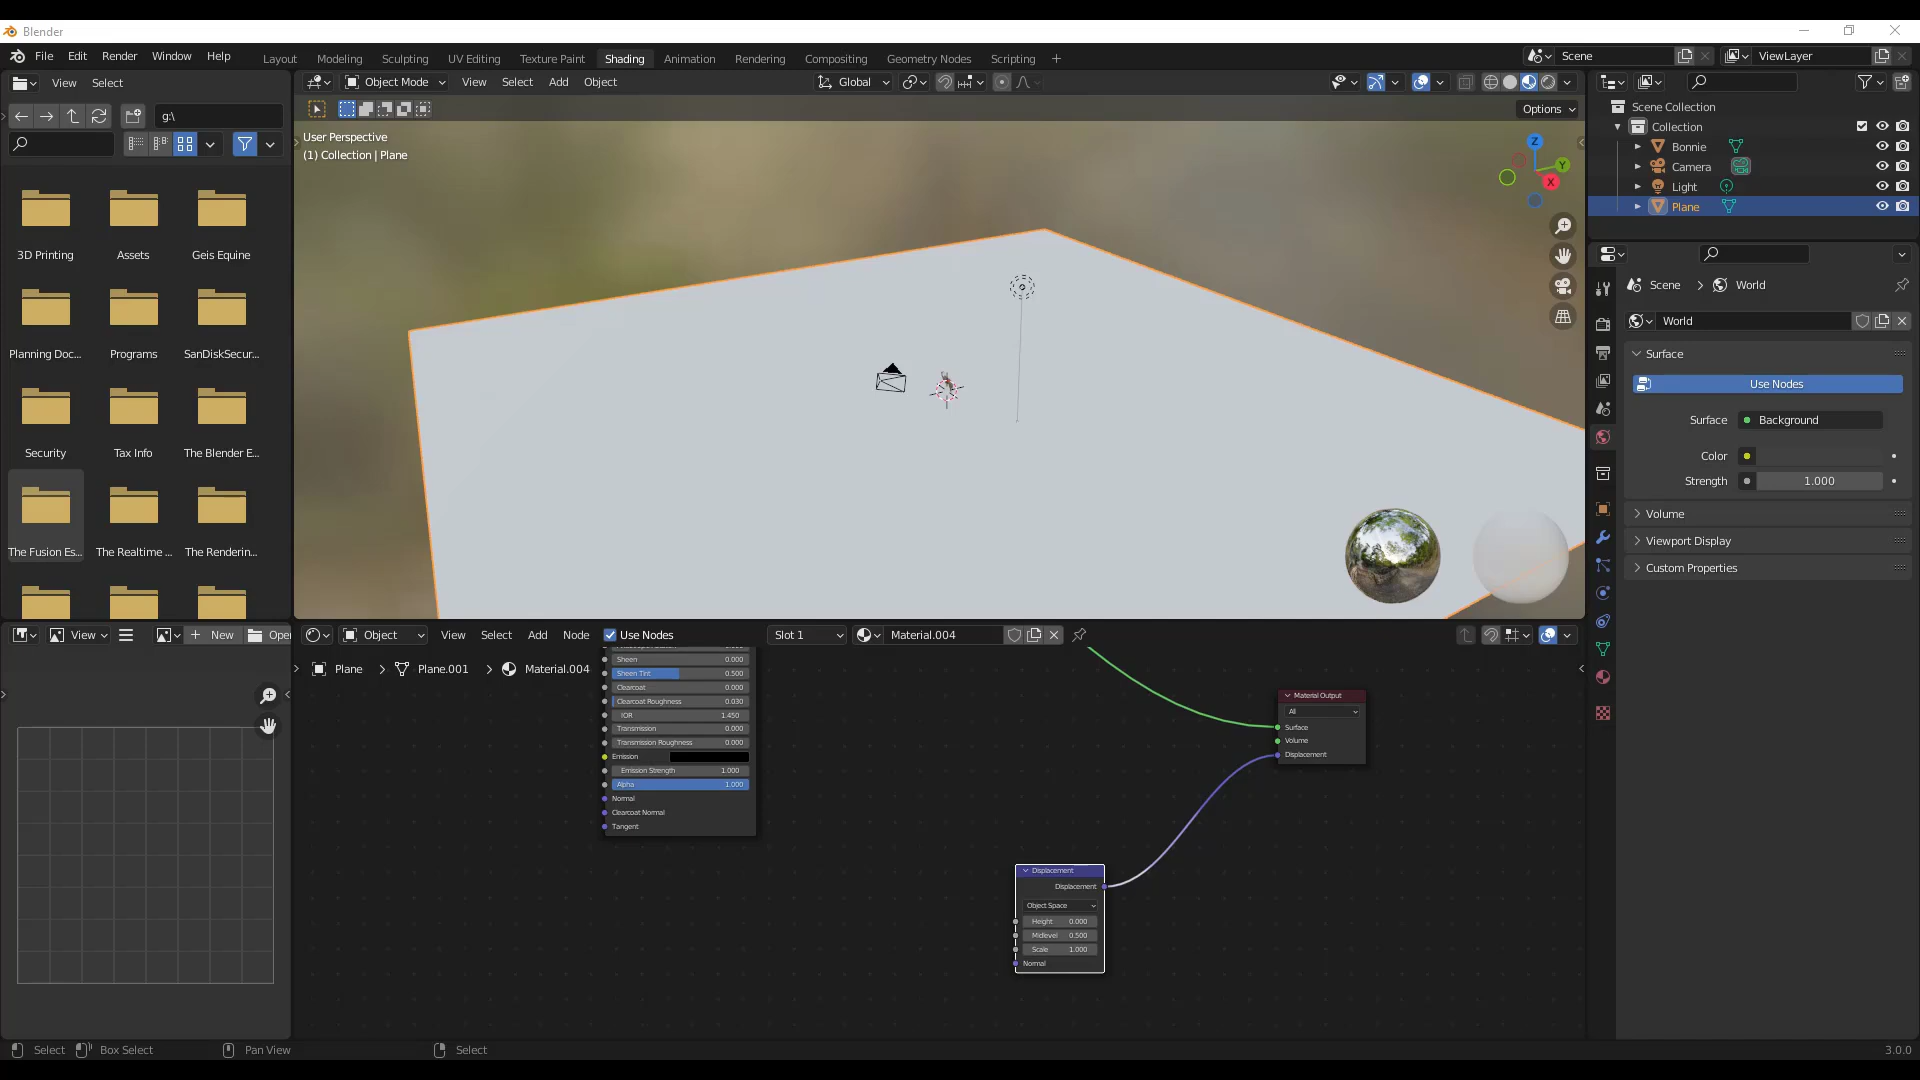 Blender
File Edit Render Window Help
Layout Modeling Sculpting UV Editing Texture Paint Shading Animation Rendering Compositing Geometry Nodes Scripting +
Scene
ViewLayer
View Select
Object Mode View Select Add Object
Global
g:\
Options
User Perspective
(1) Collection | Plane
Z
Y
X
3D Printing Assets Geis Equine
Planning Doc... Programs SanDiskSecur...
Security Tax Info The Blender E...
The Fusion Es... The Realtime ... The Renderin...
Scene Collection
Collection
Bonnie
Camera
Light
Plane
Scene > World
World
Surface
Use Nodes
Surface Background
Color
Strength 1.000
Volume
Viewport Display
Custom Properties
View
New
Open
Object View Select Add Node Use Nodes Slot 1 Material.004
Plane > Plane.001 > Material.004
Sheen 0.000
Sheen Tint 0.500
Clearcoat 0.000
Clearcoat Roughness 0.030
IOR 1.450
Transmission 0.000
Transmission Roughness 0.000
Emission
Emission Strength 1.000
Alpha 1.000
Normal
Clearcoat Normal
Tangent
Material Output
All
Surface
Volume
Displacement
Displacement
Displacement
Object Space
Height 0.000
Midlevel 0.500
Scale 1.000
Normal
Select Box Select Pan View Select
3.0.0